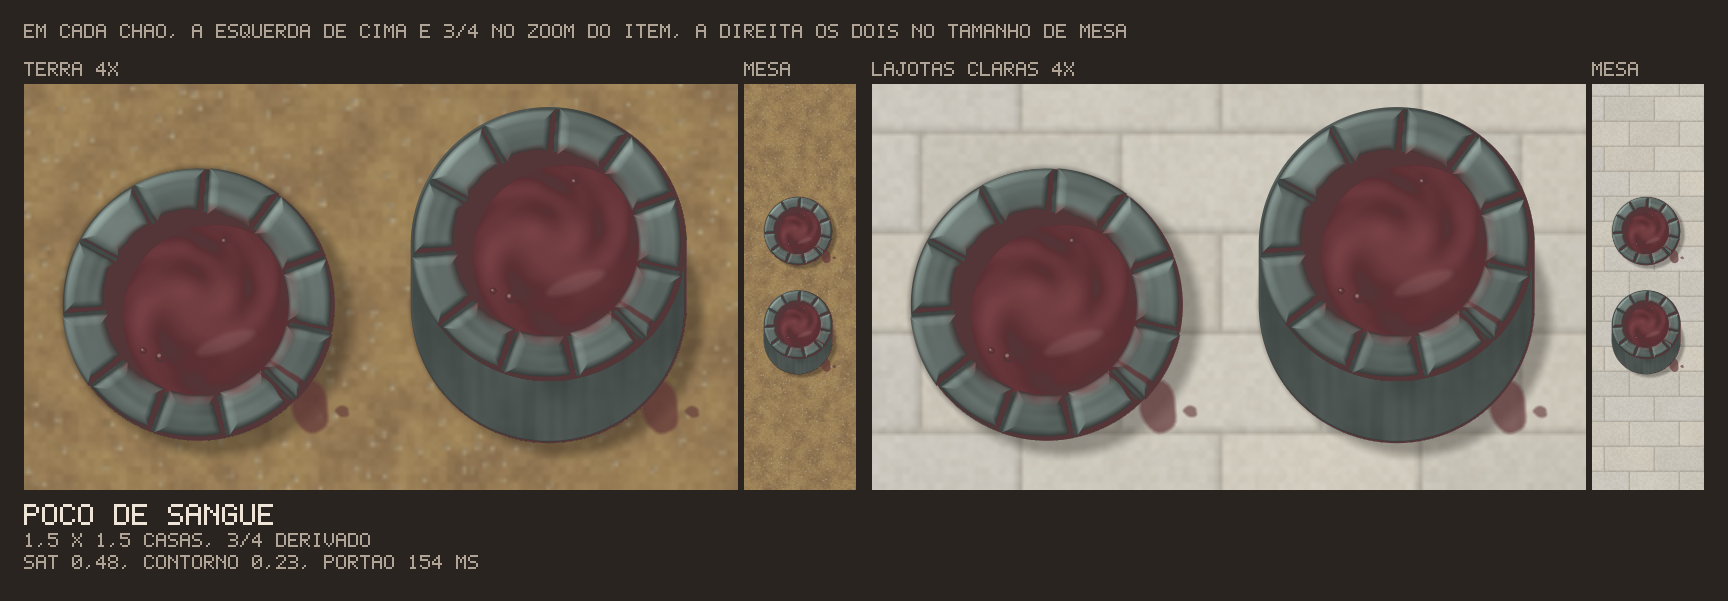 EM CADA CHAO, A ESQUERDA DE CIMA E 3/4 NO ZOOM DO ITEM, A DIREITA OS DOIS NO TAMANHO DE MESA
TERRA 4X
MESA
LAJOTAS CLARAS 4X
MESA
POCO DE SANGUE
1,5 X 1,5 CASAS, 3/4 DERIVADO
SAT 0,48, CONTORNO 0,23, PORTAO 154 MS